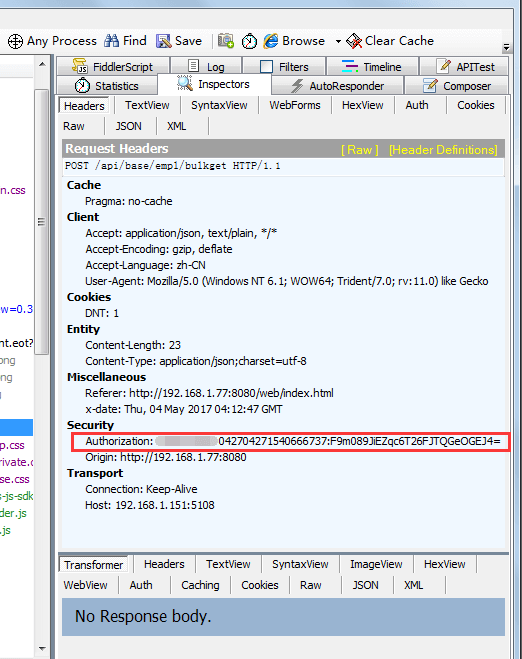 Any Process Find Save Browse Clear Cache
FiddlerScript Log Filters Timeline APITest
Statistics Inspectors AutoResponder Composer
Headers TextView SyntaxView WebForms HexView Auth Cookies
Raw JSON XML
Request Headers [ Raw ] [Header Definitions]
POST /api/base/empl/bulkget HTTP/1.1
Cache
Pragma: no-cache
Client
Accept: application/json, text/plain, */*
Accept-Encoding: gzip, deflate
Accept-Language: zh-CN
User-Agent: Mozilla/5.0 (Windows NT 6.1; WOW64; Trident/7.0; rv:11.0) like Gecko
Cookies
DNT: 1
Entity
Content-Length: 23
Content-Type: application/json;charset=utf-8
Miscellaneous
Referer: http://192.168.1.77:8080/web/index.html
x-date: Thu, 04 May 2017 04:12:47 GMT
Security
Authorization: 042704271540666737:F9m089JiEZqc6T26FJTQGeOGEJ4=
Origin: http://192.168.1.77:8080
Transport
Connection: Keep-Alive
Host: 192.168.1.151:5108
n.css
w=0.3
nt.eot?
ong
ng
p.css
rivate.c
se.css
s-js-sdk
der.js
.js
Transformer Headers TextView SyntaxView ImageView HexView
WebView Auth Caching Cookies Raw JSON XML
No Response body.